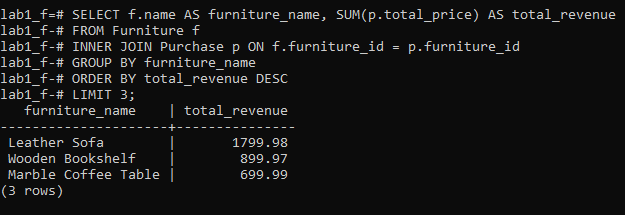 lab1_f=# SELECT f.name AS furniture_name, SUM(p.total_price) AS total_revenue
lab1_f-# FROM Furniture f
lab1_f-# INNER JOIN Purchase p ON f.furniture_id = p.furniture_id
lab1_f-# GROUP BY furniture_name
lab1_f-# ORDER BY total_revenue DESC
lab1_f-# LIMIT 3;
   furniture_name    | total_revenue
---------------------+---------------
 Leather Sofa        |       1799.98
 Wooden Bookshelf    |        899.97
 Marble Coffee Table |        699.99
(3 rows)